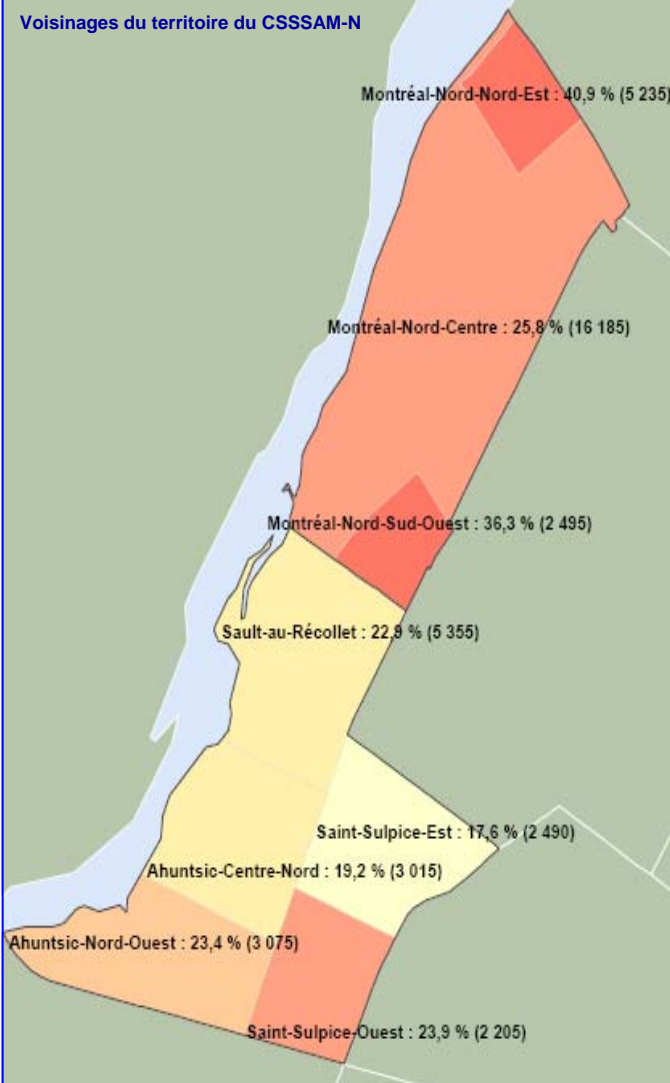 Voisinages du territoire du CSSSAM-N
Montréal-Nord-Nord-Est : 40,9 % (5 235)
Montréal-Nord-Centre : 25,8 % (16 185)
Montréal-Nord-Sud-Ouest : 36,3 % (2 495)
Sault-au-Récollet : 22,9 % (5 355)
Saint-Sulpice-Est : 17,6 % (2 490)
Ahuntsic-Centre-Nord : 19,2 % (3 015)
Ahuntsic-Nord-Ouest : 23,4 % (3 075)
Saint-Sulpice-Ouest : 23,9 % (2 205)